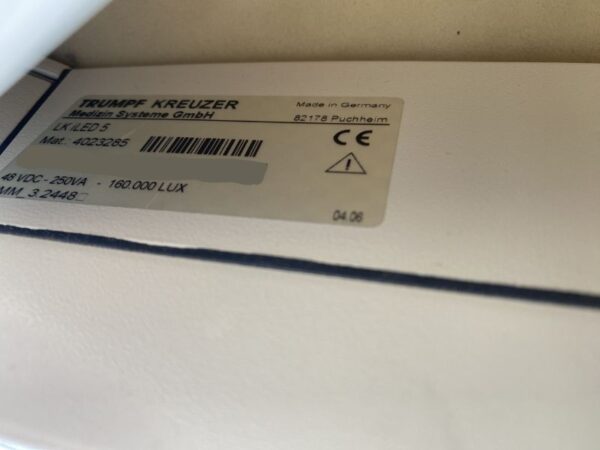 TRUMPF KREUZER
Medizin Systeme GmbH
Made in Germany
82178 Puchheim
LK iLED 5
Mat. 4023285
CE
48 VDC - 250VA - 160.000 LUX
MM_3.2448
04.06